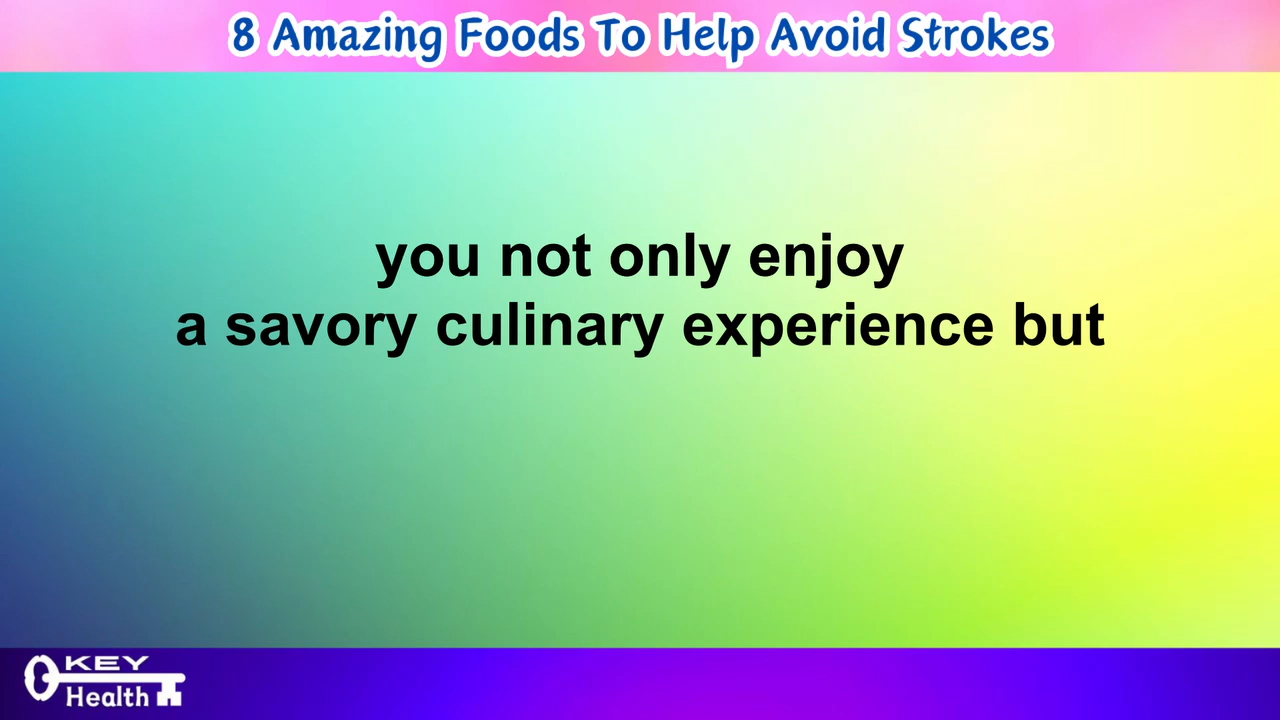 8 Amazing Foods To Help Avoid Strokes
you not only enjoy
a savory culinary experience but
KEY
Health